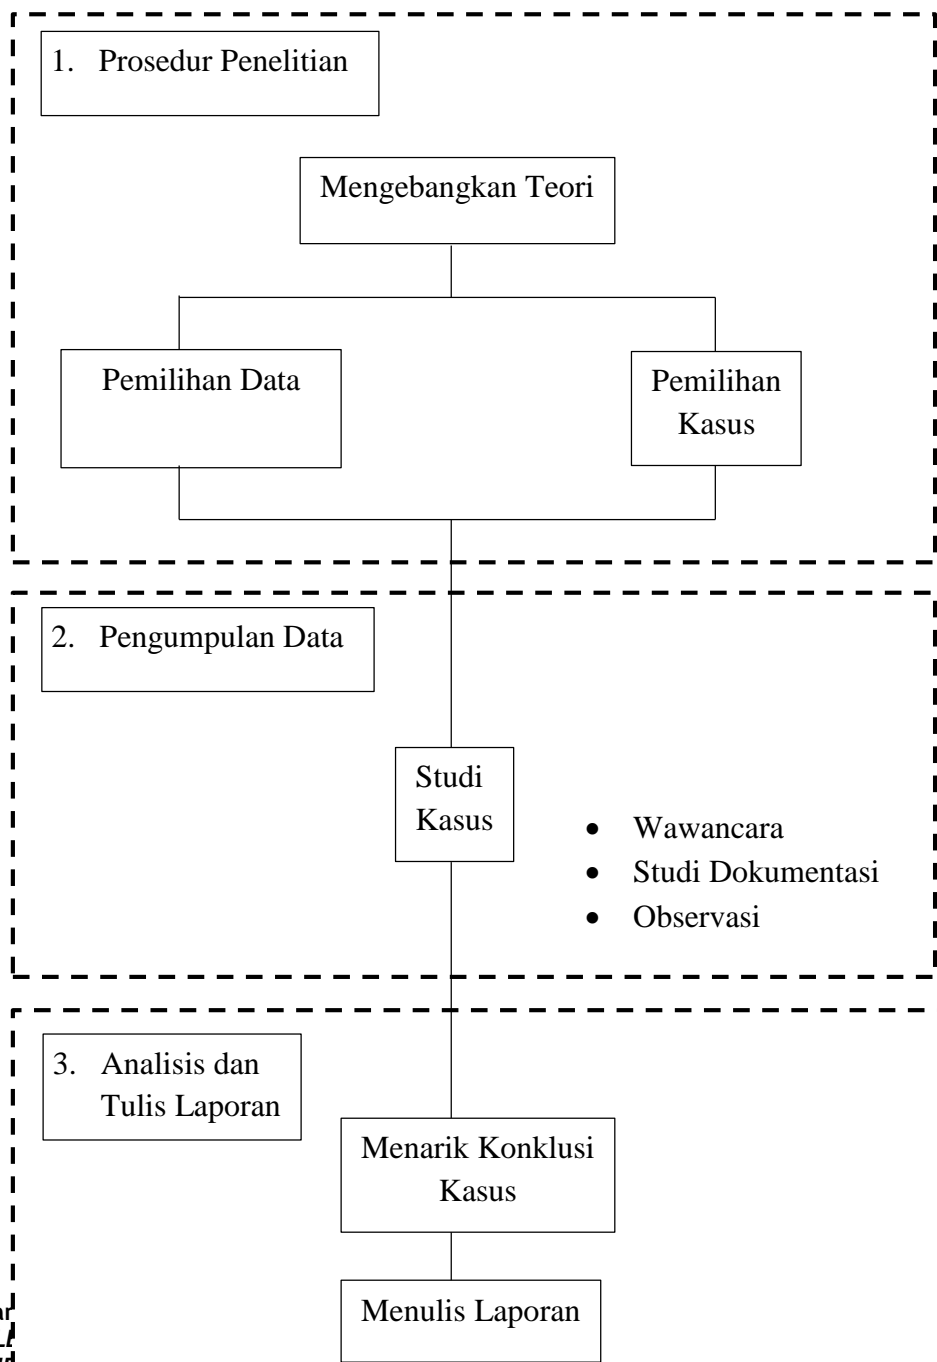 1. Prosedur Penelitian
Mengebangkan Teori
Pemilihan Data
Pemilihan
Kasus
2. Pengumpulan Data
Studi
Kasus
• Wawancara
• Studi Dokumentasi
• Observasi
3. Analisis dan
Tulis Laporan
Menarik Konklusi
Kasus
Menulis Laporan